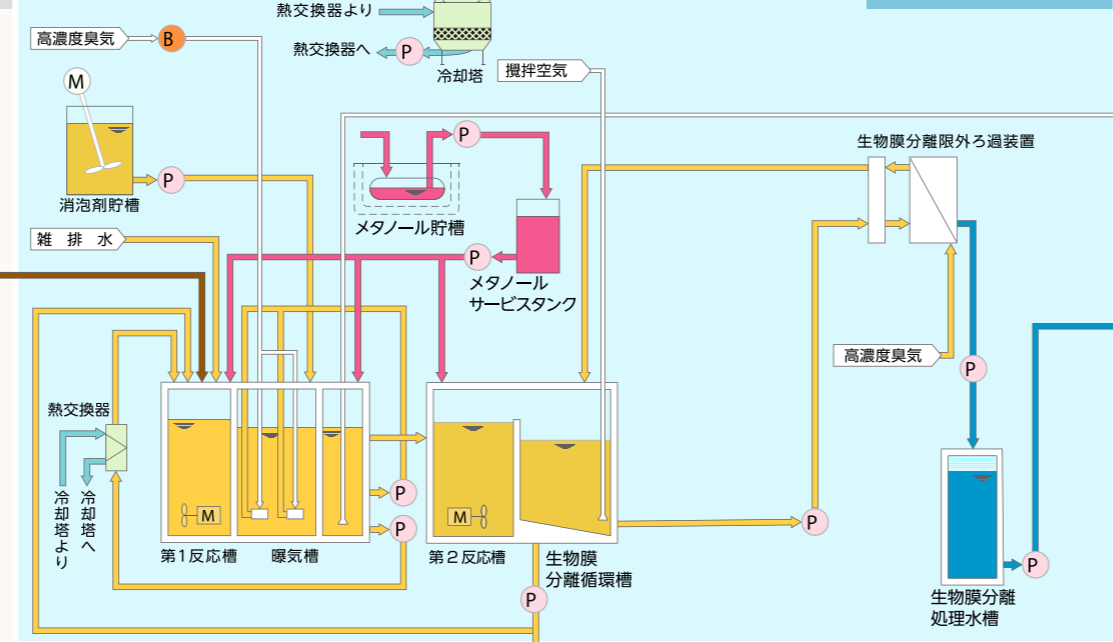 熱交換器より
高濃度臭気
B
熱交換器へ
P
冷却塔
攪拌空気
M
P
消泡剤貯槽
P
メタノール貯槽
生物膜分離限外ろ過装置
雑 排 水
P
メタノール
サービスタンク
高濃度臭気
P
熱交換器
冷却塔より
冷却塔へ
M
P
P
M
P
第1反応槽
曝気槽
第2反応槽
生物膜
分離循環槽
P
P
生物膜分離
処理水槽